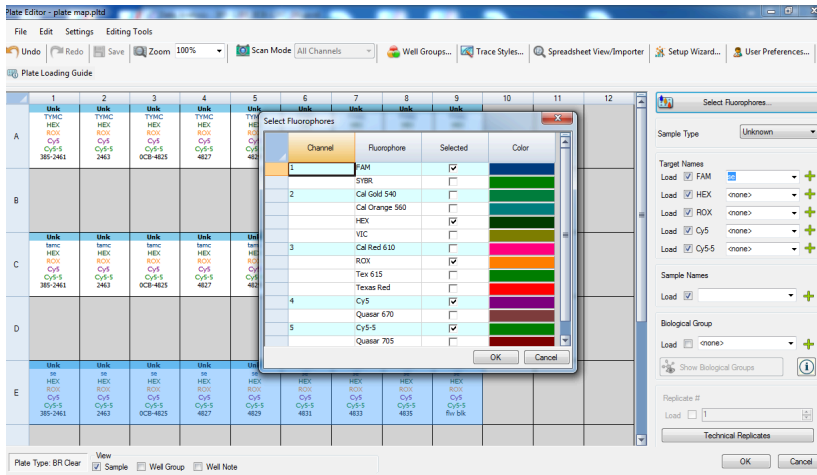 Plate Editor - plate map.pltd
File Edit Settings Editing Tools
Undo Redo Save Zoom 100% Scan Mode All Channels Well Groups... Trace Styles... Spreadsheet View/Importer Setup Wizard... User Preferences...
Plate Loading Guide
1 2 3 4 5 6 7 8 9 10 11 12
Unk Unk Unk Unk Unk Unk Unk Unk Unk
A
TYMC TYMC TYMC TYMC
HEX HEX HEX HEX HEX
ROX ROX ROX ROX ROX
Cy5 Cy5 Cy5 Cy5 Cy5
Cy5-5 Cy5-5 Cy5-5 Cy5-5
385-2461 2463 0CB-4825 4827 482
B
Unk Unk Unk Unk
C
tamc tamc tamc tamc tamc
HEX HEX HEX HEX HEX
ROX ROX ROX ROX ROX
Cy5 Cy5 Cy5 Cy5 Cy5
Cy5-5 Cy5-5 Cy5-5 Cy5-5
385-2461 2463 0CB-4825 4827 482
D
Unk Unk Unk Unk
E
se se se se se se se se se
HEX HEX HEX HEX HEX HEX HEX HEX HEX
ROX ROX ROX ROX ROX ROX ROX ROX ROX
Cy5 Cy5 Cy5 Cy5 Cy5 Cy5 Cy5 Cy5 Cy5
Cy5-5 Cy5-5 Cy5-5 Cy5-5 Cy5-5 Cy5-5 Cy5-5 Cy5-5 Cy5-5
385-2461 2463 0CB-4825 4827 4829 4831 4833 4835 flw blk
Select Fluorophores
Channel Fluorophore Selected Color
1 FAM
SYBR
2 Cal Gold 540
Cal Orange 560
HEX
VIC
3 Cal Red 610
ROX
Tex 615
Texas Red
4 Cy5
Quasar 670
5 Cy5-5
Quasar 705
OK Cancel
Select Fluorophores...
Sample Type Unknown
Target Names
Load FAM se
Load HEX <none>
Load ROX <none>
Load Cy5 <none>
Load Cy5-5 <none>
Sample Names
Load
Biological Group
Load <none>
Show Biological Groups
Replicate #
Load 1
Technical Replicates
Plate Type: BR Clear View Sample Well Group Well Note
OK Cancel